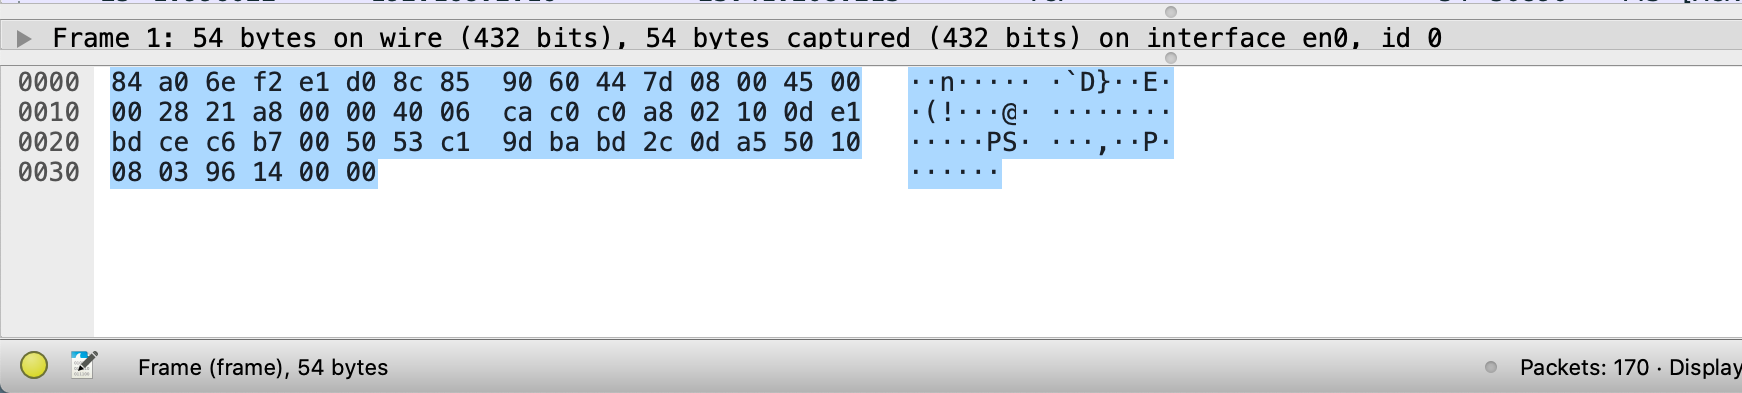 Frame 1: 54 bytes on wire (432 bits), 54 bytes captured (432 bits) on interface en0, id 0
0000 84 a0 6e f2 e1 d0 8c 85 90 60 44 7d 08 00 45 00 ··n····· ·`D}··E·
0010 00 28 21 a8 00 00 40 06 ca c0 c0 a8 02 10 0d e1 ·(!···@· ········
0020 bd ce c6 b7 00 50 53 c1 9d ba bd 2c 0d a5 50 10 ·····PS· ···,··P·
0030 08 03 96 14 00 00 ······
Frame (frame), 54 bytes
Packets: 170 · Display